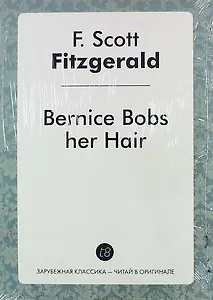 F. Scott
Fitzgerald
Bernice Bobs
her Hair
t8
ЗАРУБЕЖНАЯ КЛАССИКА — ЧИТАЙ В ОРИГИНАЛЕ